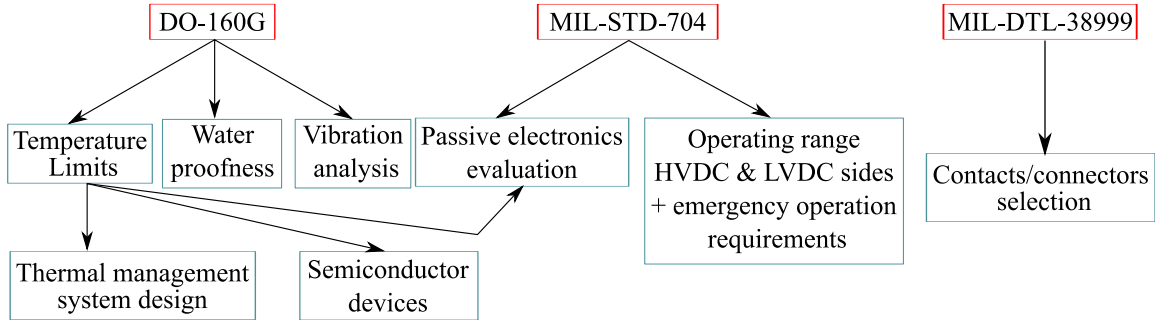 DO-160G
MIL-STD-704
MIL-DTL-38999
Temperature
Limits
Water
proofness
Vibration
analysis
Passive electronics
evaluation
Operating range
HVDC & LVDC sides
+ emergency operation
requirements
Contacts/connectors
selection
Thermal management
system design
Semiconductor
devices